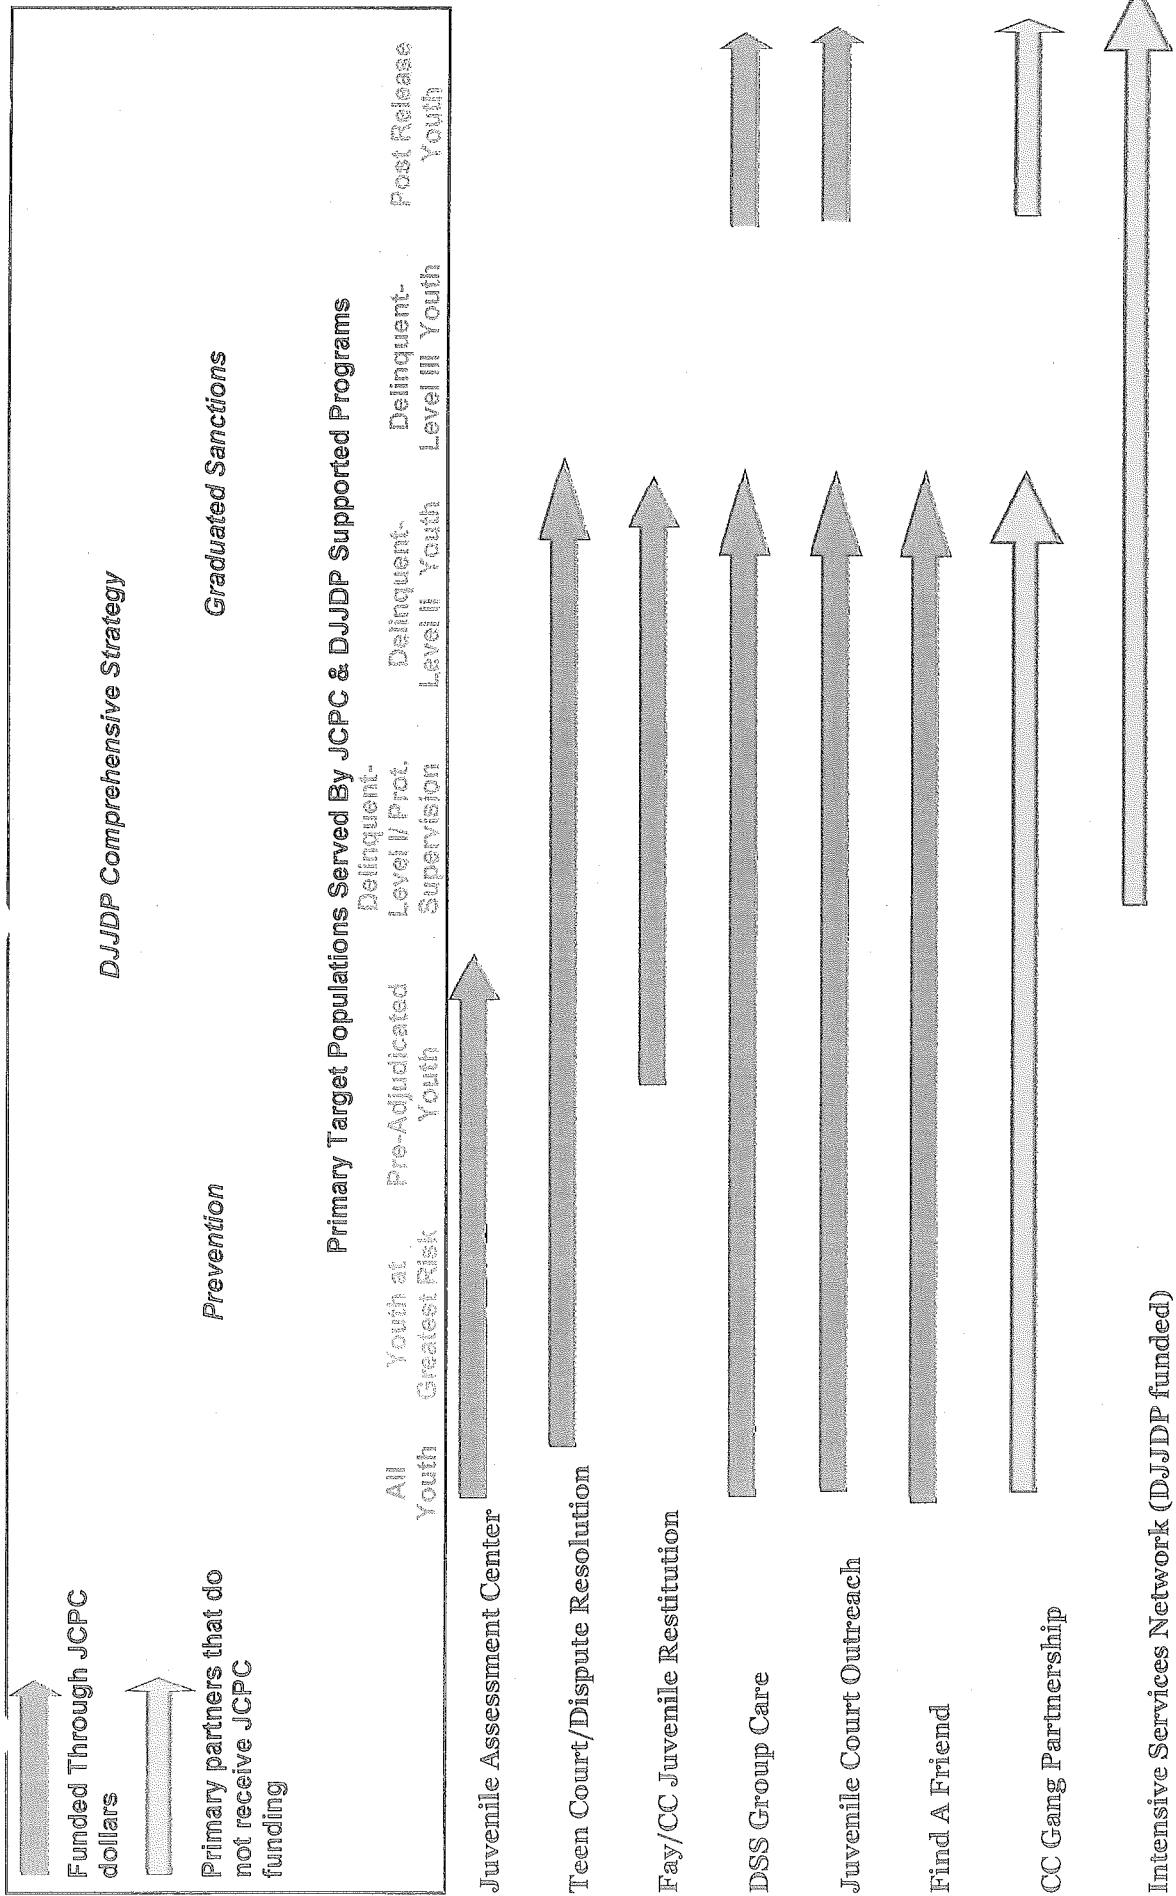 Funded Through JCPC
dollars
Primary partners that do
not receive JCPC
funding
DJJDP Comprehensive Strategy
Prevention
Graduated Sanctions
Primary Target Populations Served By JCPC & DJJDP Supported Programs
All
Youth
Youth at
Greatest Risk
Pre-Adjudicated
Youth
Delinquent-
Level I/ Prot.
Supervision
Delinquent-
Level II Youth
Delinquent-
Level III Youth
Post Release
Youth
Juvenile Assessment Center
Teen Court/Dispute Resolution
Fay/CC Juvenile Restitution
DSS Group Care
Juvenile Court Outreach
Find A Friend
CC Gang Partnership
Intensive Services Network (DJJDP funded)